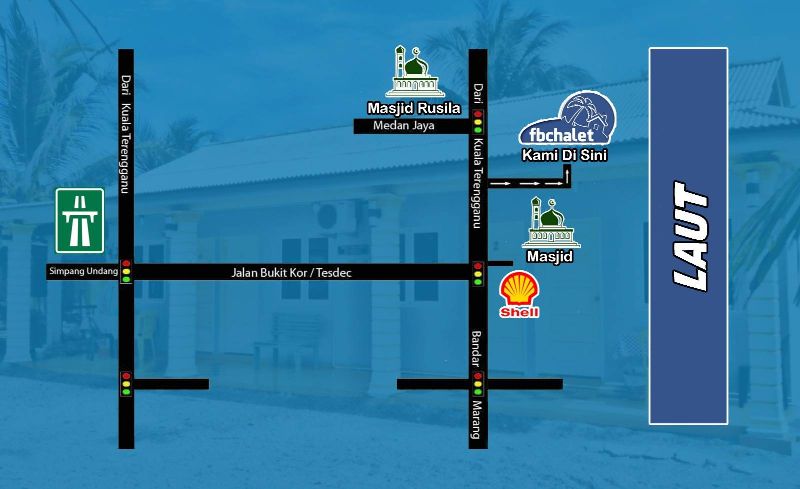 Masjid Rusila
Medan Jaya
fbchalet
Kami Di Sini
Dari Kuala Terengganu
Dari Kuala Terengganu
LAUT
Masjid
Simpang Undang
Jalan Bukit Kor / Tesdec
Shell
Bandar Marang